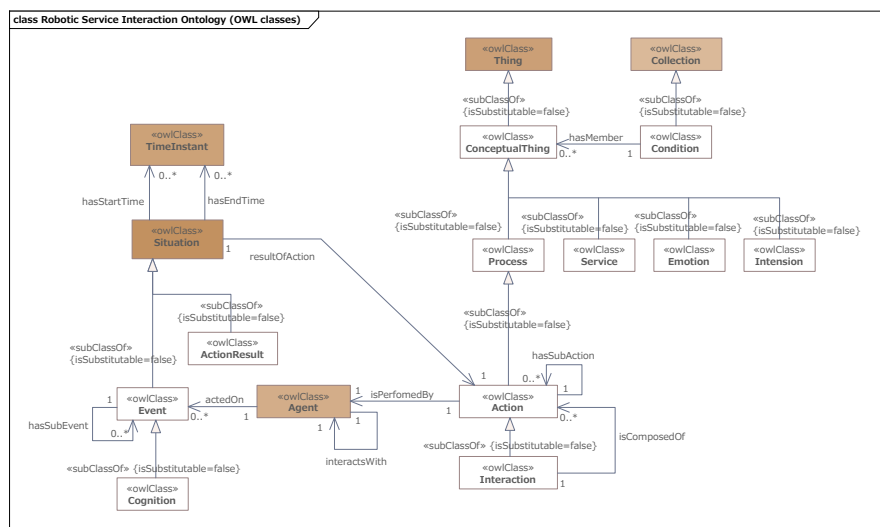 class Robotic Service Interaction Ontology (OWL classes)
«owlClass»
Thing
«owlClass»
Collection
«subClassOf»
{isSubstitutable=false}
«subClassOf»
{isSubstitutable=false}
«owlClass»
TimeInstant
«owlClass»
ConceptualThing
hasMember
0..*
1
«owlClass»
Condition
0..*
0..*
hasStartTime
hasEndTime
«owlClass»
Situation
1
resultOfAction
«subClassOf»
{isSubstitutable=false}
«subClassOf»
{isSubstitutable=false}
«subClassOf»
{isSubstitutable=false}
«subClassOf»
{isSubstitutable=false}
«owlClass»
Process
«owlClass»
Service
«owlClass»
Emotion
«owlClass»
Intension
«subClassOf»
{isSubstitutable=false}
«owlClass»
ActionResult
«subClassOf»
{isSubstitutable=false}
«subClassOf»
{isSubstitutable=false}
hasSubAction
0..*
1
1
«owlClass»
Event
1
hasSubEvent
0..*
actedOn
0..*
1
«owlClass»
Agent
1
isPerfomedBy
1
«owlClass»
Action
0..*
1
1
interactsWith
isComposedOf
«subClassOf» {isSubstitutable=false}
«owlClass»
Interaction
1
«subClassOf» {isSubstitutable=false}
«owlClass»
Cognition